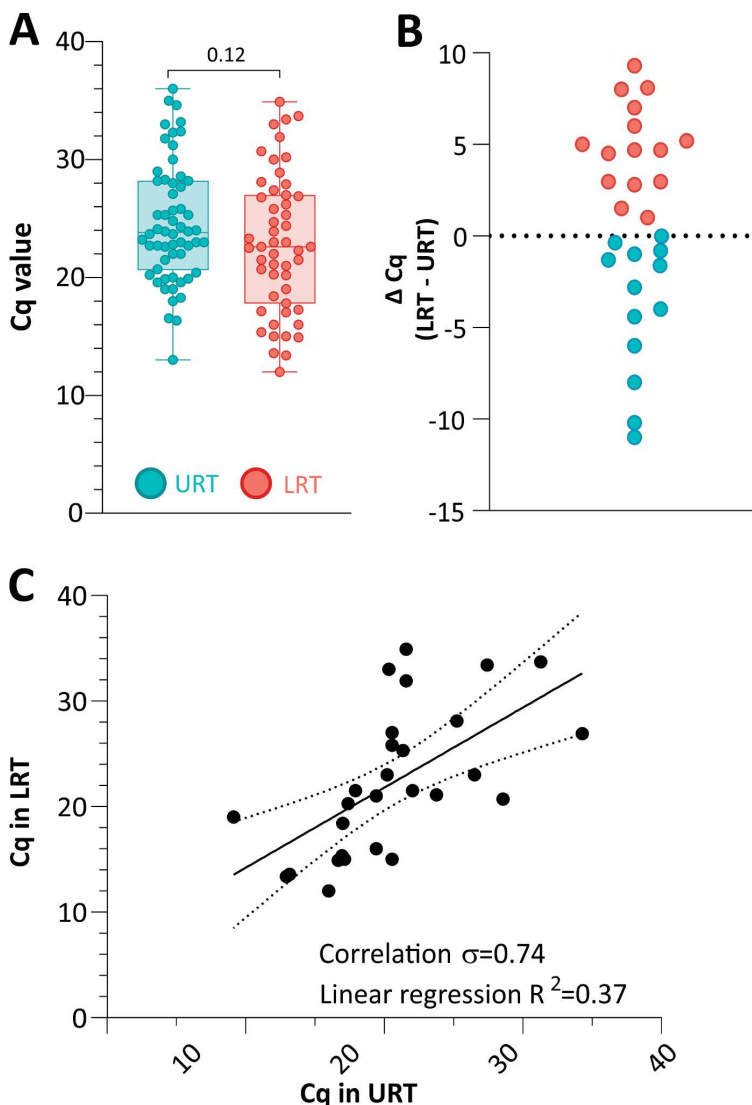 A
40
30
20
10
0
Cq value
0.12
URT
LRT
B
10
5
0
-5
-10
-15
Δ Cq
(LRT - URT)
C
40
30
20
10
0
Cq in LRT
Correlation σ=0.74
Linear regression R ²=0.37
10
20
30
40
Cq in URT